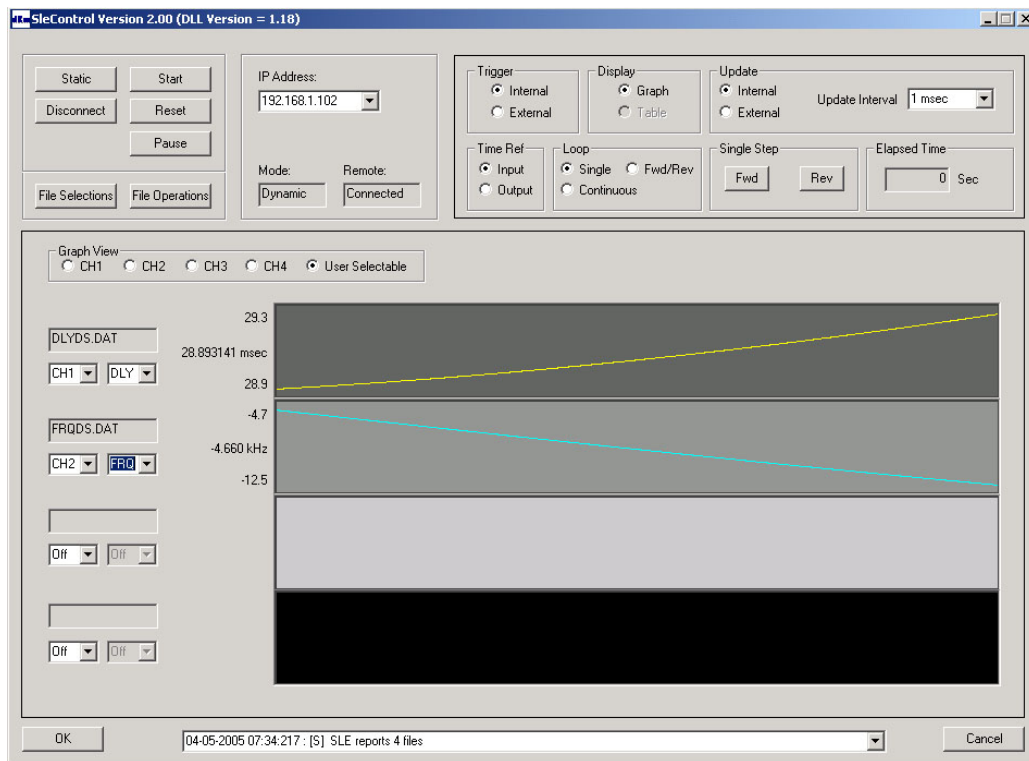 SleControl Version 2.00 (DLL Version = 1.18)
Static
Start
Disconnect
Reset
Pause
File Selections
File Operations
IP Address:
192.168.1.102
Mode:
Remote:
Dynamic
Connected
Trigger
Internal
External
Display
Graph
Table
Update
Internal
External
Update Interval
1 msec
Time Ref
Input
Output
Loop
Single
Fwd/Rev
Continuous
Single Step
Fwd
Rev
Elapsed Time
0
Sec
Graph View
CH1
CH2
CH3
CH4
User Selectable
29.3
DLYDS.DAT
28.893141 msec
CH1
DLY
28.9
-4.7
FRQDS.DAT
-4.660 kHz
CH2
FRQ
-12.5
Off
Off
Off
Off
OK
04-05-2005 07:34:217 : [S] SLE reports 4 files
Cancel